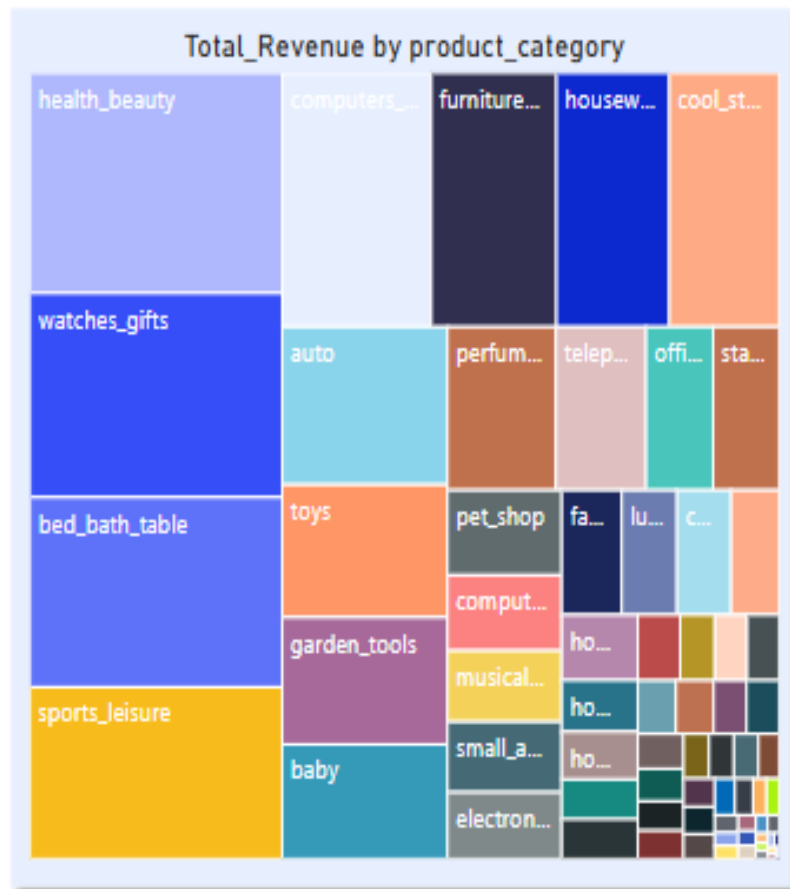 Total_Revenue by product_category
health_beauty
computers_...
furniture...
housew...
cool_st...
watches_gifts
auto
perfum...
telep...
offi...
sta...
bed_bath_table
toys
pet_shop
fa...
lu...
c...
comput...
garden_tools
ho...
musical...
sports_leisure
ho...
small_a...
baby
ho...
electron...